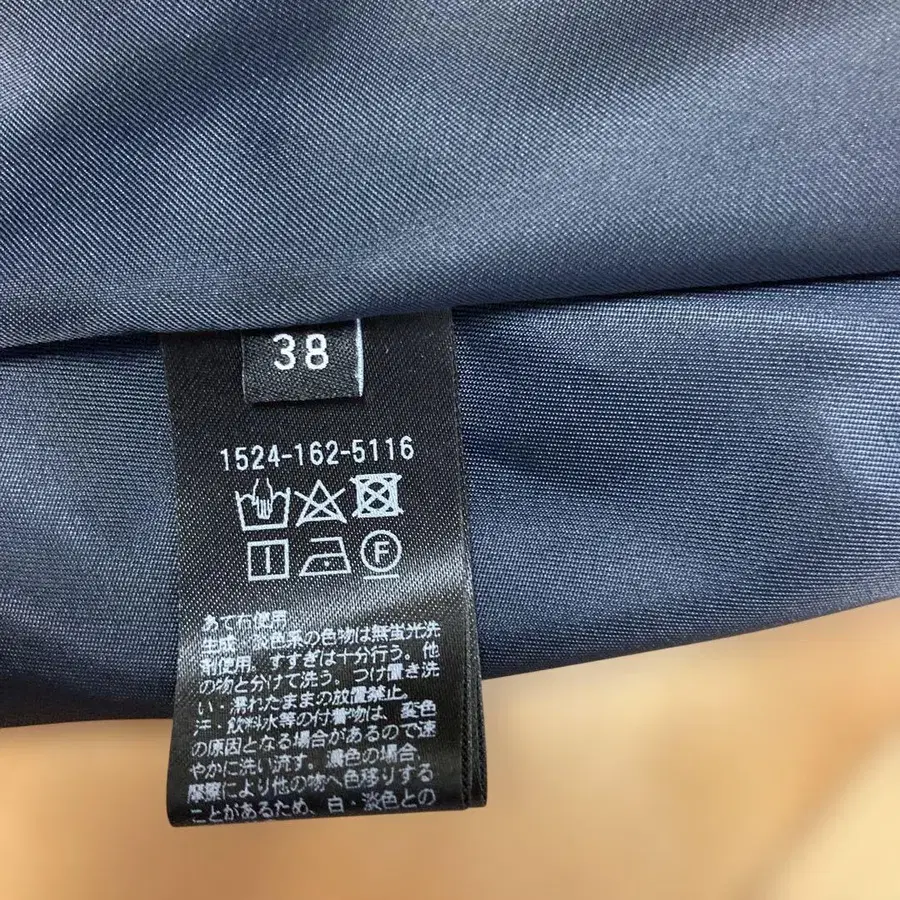 38
1524-162-5116
F
あて布使用
生成・淡色系の色物は無蛍光洗
剤使用。すすぎは十分行う。他
の物と分けて洗う。つけ置き洗
い・濡れたままの放置禁止。
汗・飲料水等の付着物は、変色
の原因となる場合があるので速
やかに洗い流す。濃色の場合、
摩擦により他の物へ色移りする
ことがあるため、白・淡色との